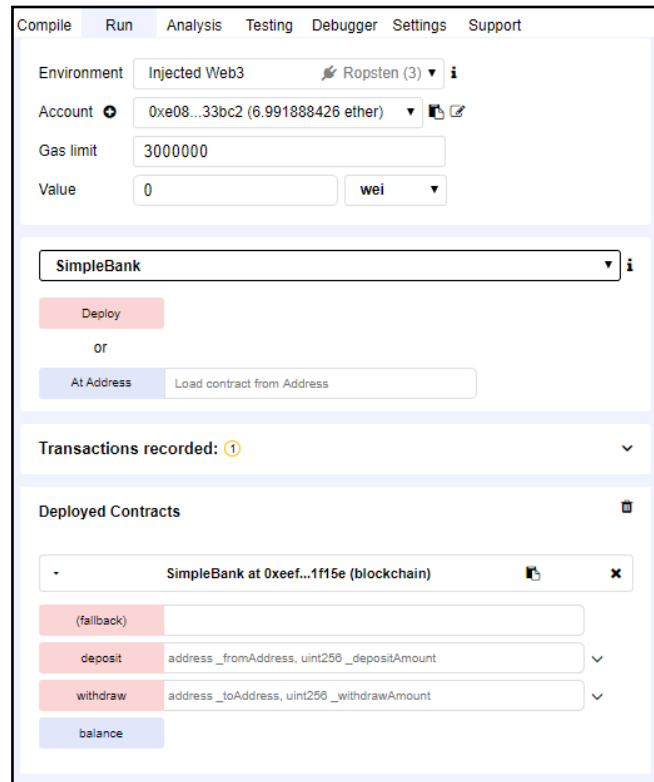 Compile Run Analysis Testing Debugger Settings Support
Environment Injected Web3 Ropsten (3) i
Account 0xe08...33bc2 (6.991888426 ether)
Gas limit 3000000
Value 0 wei
SimpleBank i
Deploy
or
At Address Load contract from Address
Transactions recorded: 1
Deployed Contracts
SimpleBank at 0xeef...1f15e (blockchain)
(fallback)
deposit address _fromAddress, uint256 _depositAmount
withdraw address _toAddress, uint256 _withdrawAmount
balance